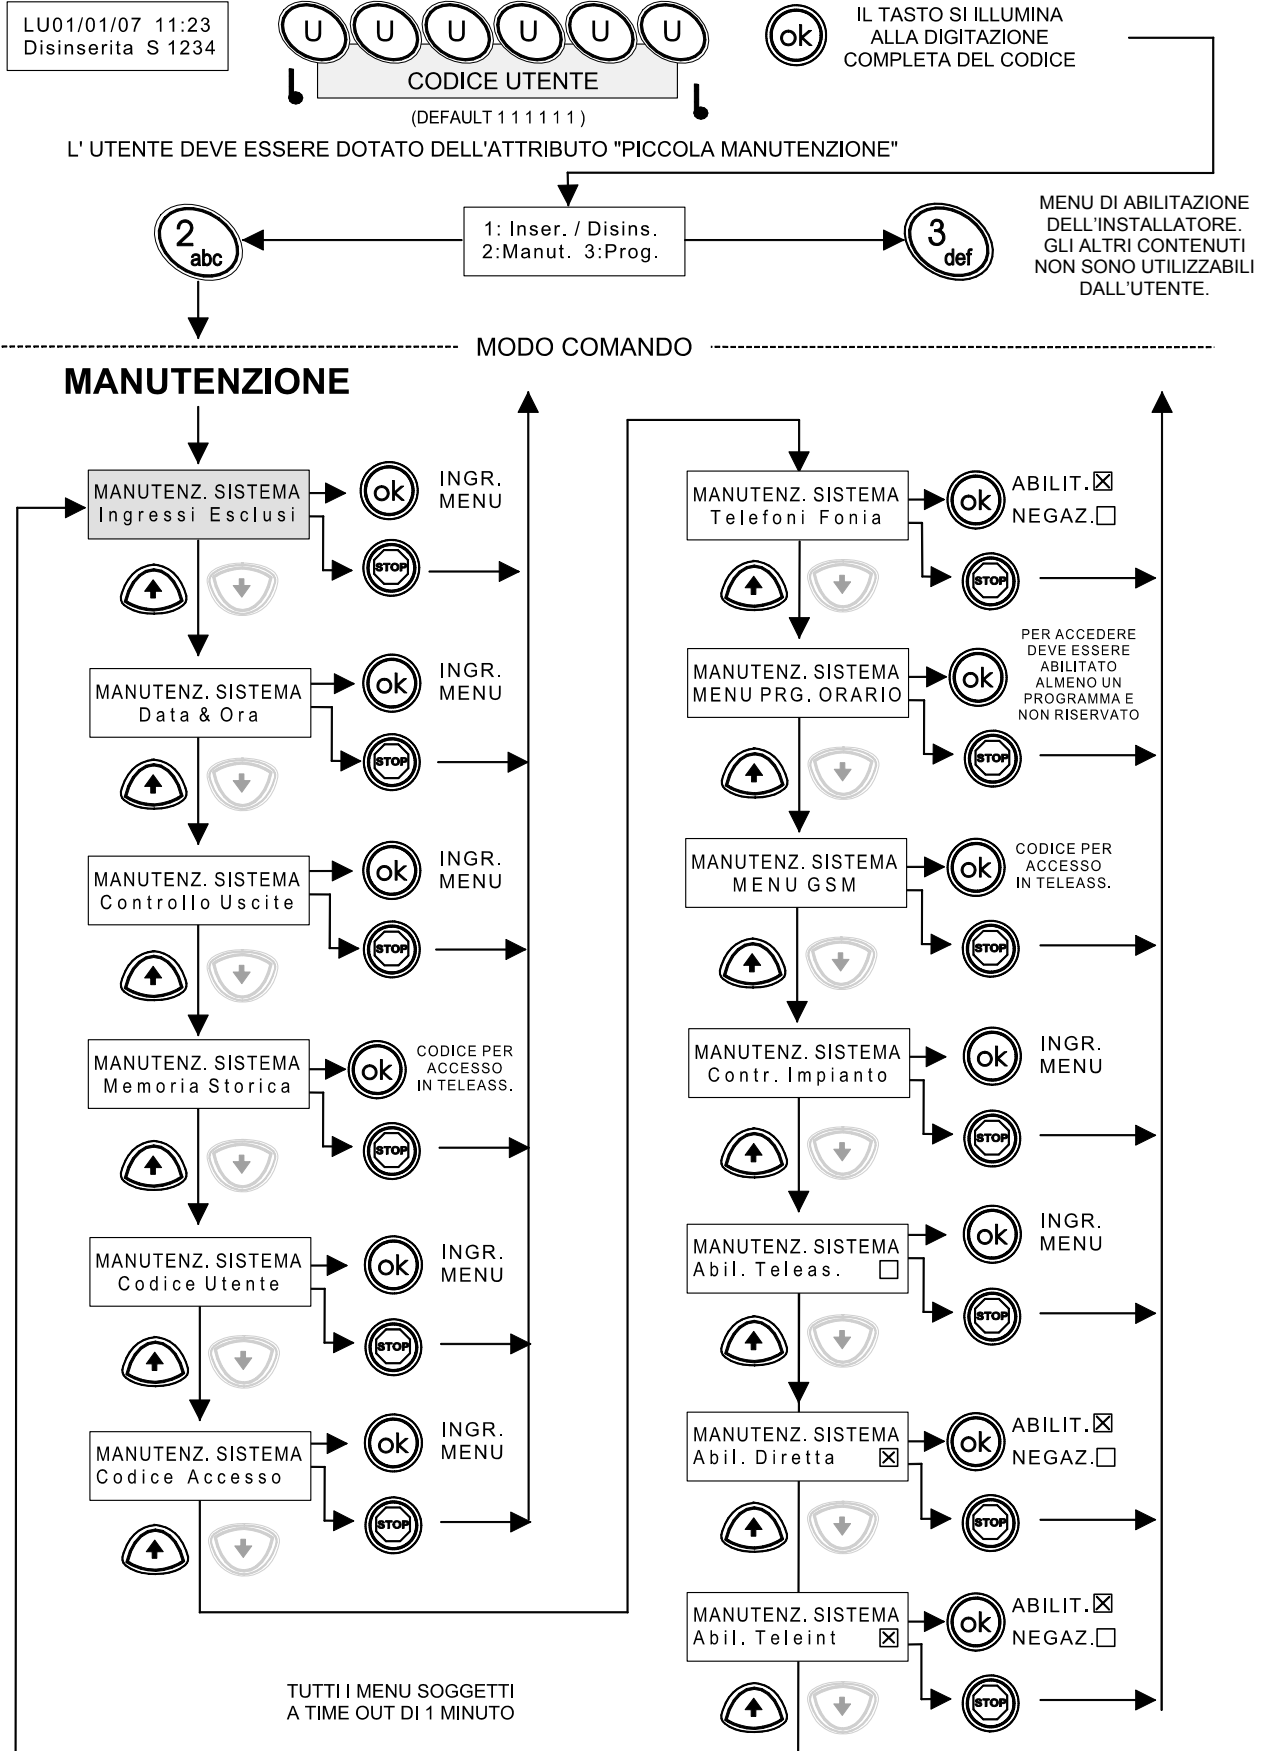 LU01/01/07 11:23
Disinserita S 1234
U U U U U U
CODICE UTENTE
(DEFAULT 1 1 1 1 1 1 )
ok
IL TASTO SI ILLUMINA
ALLA DIGITAZIONE
COMPLETA DEL CODICE
L' UTENTE DEVE ESSERE DOTATO DELL'ATTRIBUTO "PICCOLA MANUTENZIONE"
2
abc
1: Inser. / Disins.
2:Manut. 3:Prog.
3
def
MENU DI ABILITAZIONE
DELL'INSTALLATORE.
GLI ALTRI CONTENUTI
NON SONO UTILIZZABILI
DALL'UTENTE.
MODO COMANDO
MANUTENZIONE
MANUTENZ. SISTEMA
Ingressi Esclusi
ok
INGR.
MENU
STOP
MANUTENZ. SISTEMA
Data & Ora
ok
INGR.
MENU
STOP
MANUTENZ. SISTEMA
Controllo Uscite
ok
INGR.
MENU
STOP
MANUTENZ. SISTEMA
Memoria Storica
ok
CODICE PER
ACCESSO
IN TELEASS.
STOP
MANUTENZ. SISTEMA
Codice Utente
ok
INGR.
MENU
STOP
MANUTENZ. SISTEMA
Codice Accesso
ok
INGR.
MENU
STOP
TUTTI I MENU SOGGETTI
A TIME OUT DI 1 MINUTO
MANUTENZ. SISTEMA
Telefoni Fonia
ok
ABILIT. ☒
NEGAZ. ☐
STOP
MANUTENZ. SISTEMA
MENU PRG. ORARIO
ok
PER ACCEDERE
DEVE ESSERE
ABILITATO
ALMENO UN
PROGRAMMA E
NON RISERVATO
STOP
MANUTENZ. SISTEMA
MENU GSM
ok
CODICE PER
ACCESSO
IN TELEASS.
STOP
MANUTENZ. SISTEMA
Contr. Impianto
ok
INGR.
MENU
STOP
MANUTENZ. SISTEMA
Abil. Teleas. ☐
ok
INGR.
MENU
STOP
MANUTENZ. SISTEMA
Abil. Diretta ☒
ok
ABILIT. ☒
NEGAZ. ☐
STOP
MANUTENZ. SISTEMA
Abil. Teleint ☒
ok
ABILIT. ☒
NEGAZ. ☐
STOP